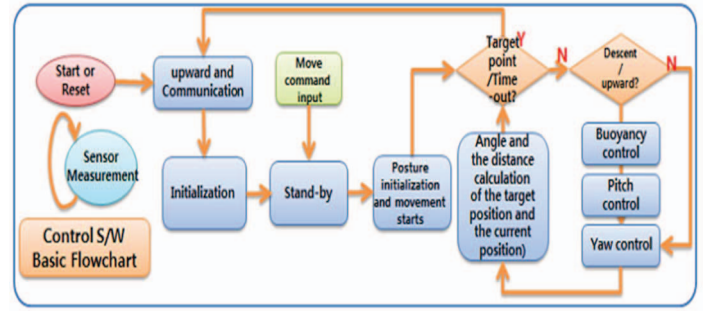 Start or
Reset
upward and
Communication
Move
command
input
Y
Target
point
/Time
-out?
N
Descent
/
upward?
N
Sensor
Measurement
Initialization
Stand-by
Posture
initialization
and movement
starts
Angle and
the distance
calculation
of the target
position and
the current
position)
Buoyancy
control
Pitch
control
Yaw control
Control S/W
Basic Flowchart